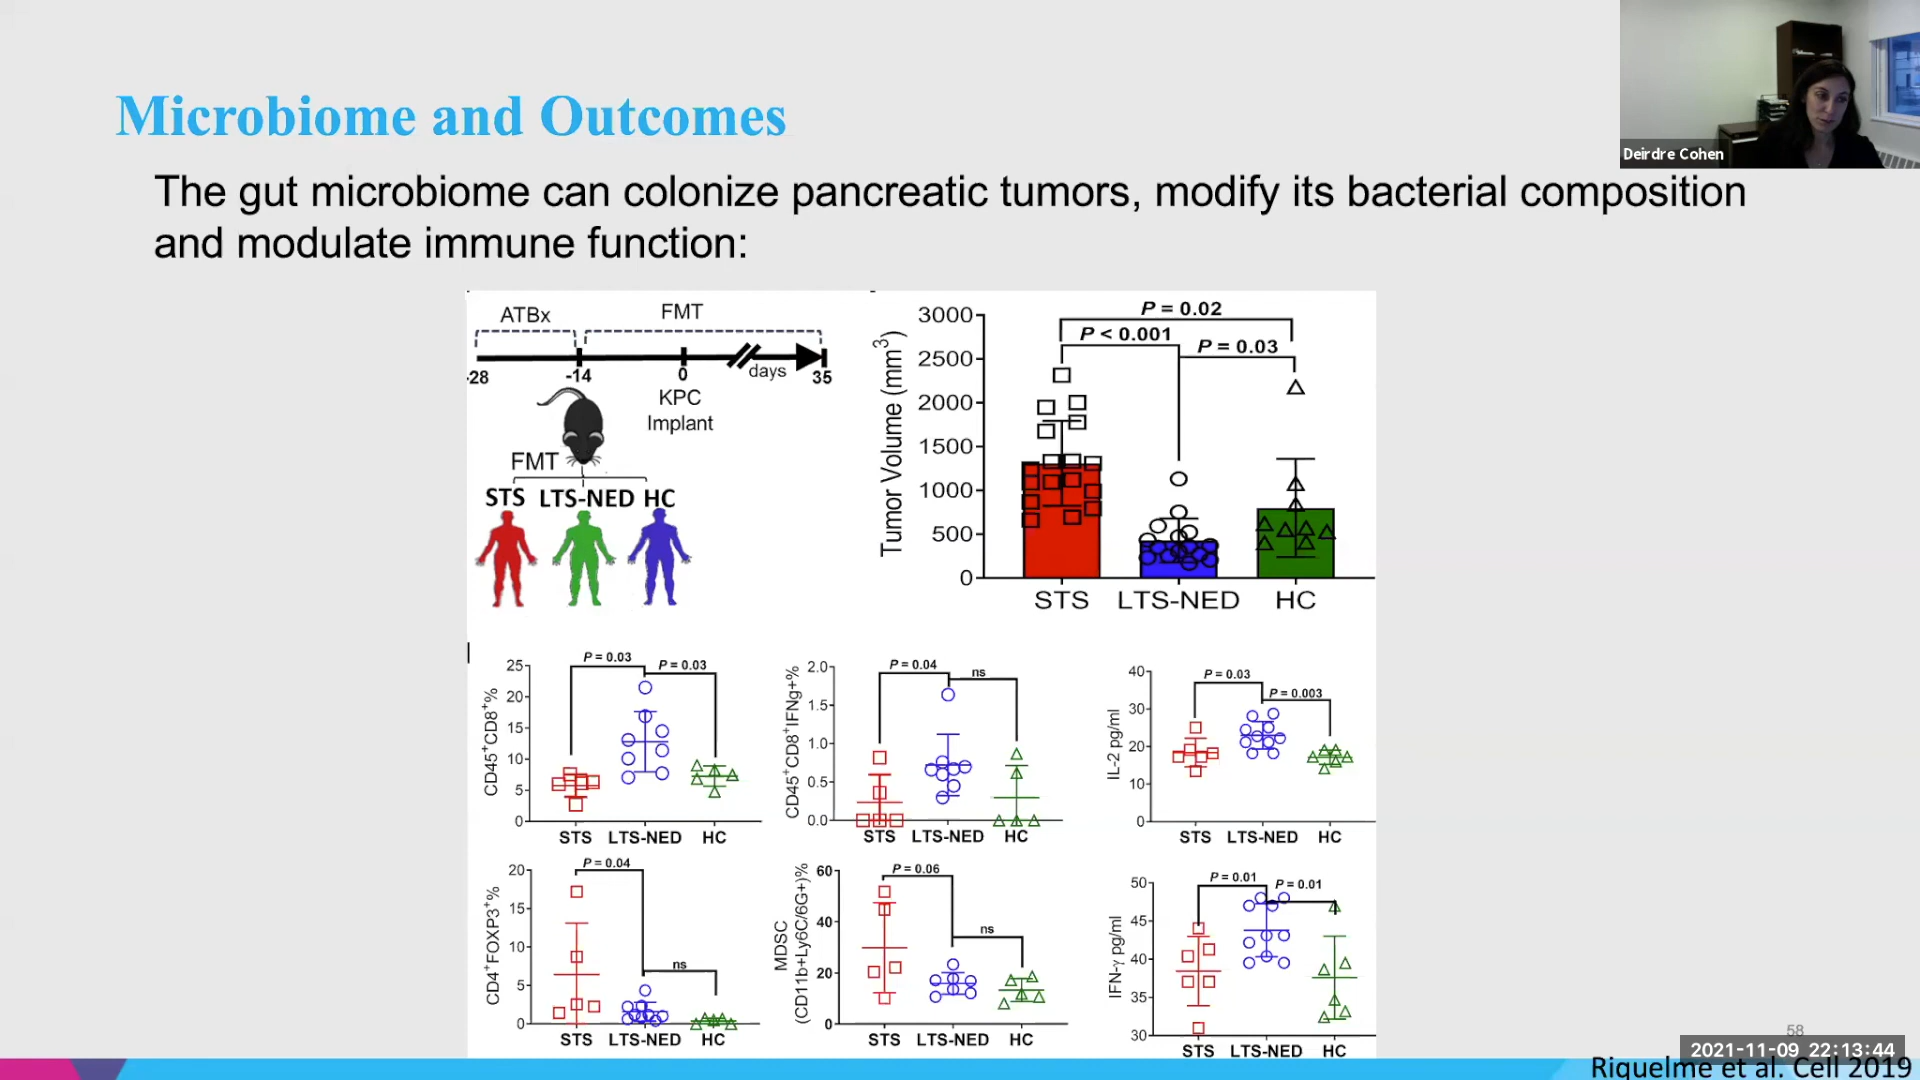 Microbiome and Outcomes
Deirdre Cohen
The gut microbiome can colonize pancreatic tumors, modify its bacterial composition
and modulate immune function:
ATBx
FMT
-28
-14
0
days
35
KPC
Implant
FMT
STS LTS-NED HC
Tumor Volume (mm³)
3000
2500
2000
1500
1000
500
0
P = 0.02
P < 0.001
P = 0.03
STS LTS-NED HC
CD45⁺CD8⁺%
25
20
15
10
5
0
P = 0.03
P = 0.03
STS LTS-NED HC
CD45⁺CD8⁺IFNg+%
2.0
1.5
1.0
0.5
0.0
P = 0.04
ns
STS LTS-NED HC
IL-2 pg/ml
40
30
20
10
0
P = 0.03
P = 0.003
STS LTS-NED HC
CD4⁺FOXP3⁺%
20
15
10
5
0
P = 0.04
ns
STS LTS-NED HC
MDSC
(CD11b+Ly6C/6G+)%
60
40
20
0
P = 0.06
ns
STS LTS-NED HC
IFN-γ pg/ml
50
45
40
35
30
P = 0.01
P = 0.01
STS LTS-NED HC
58
2021-11-09 22:13:44
Riquelme et al. Cell 2019